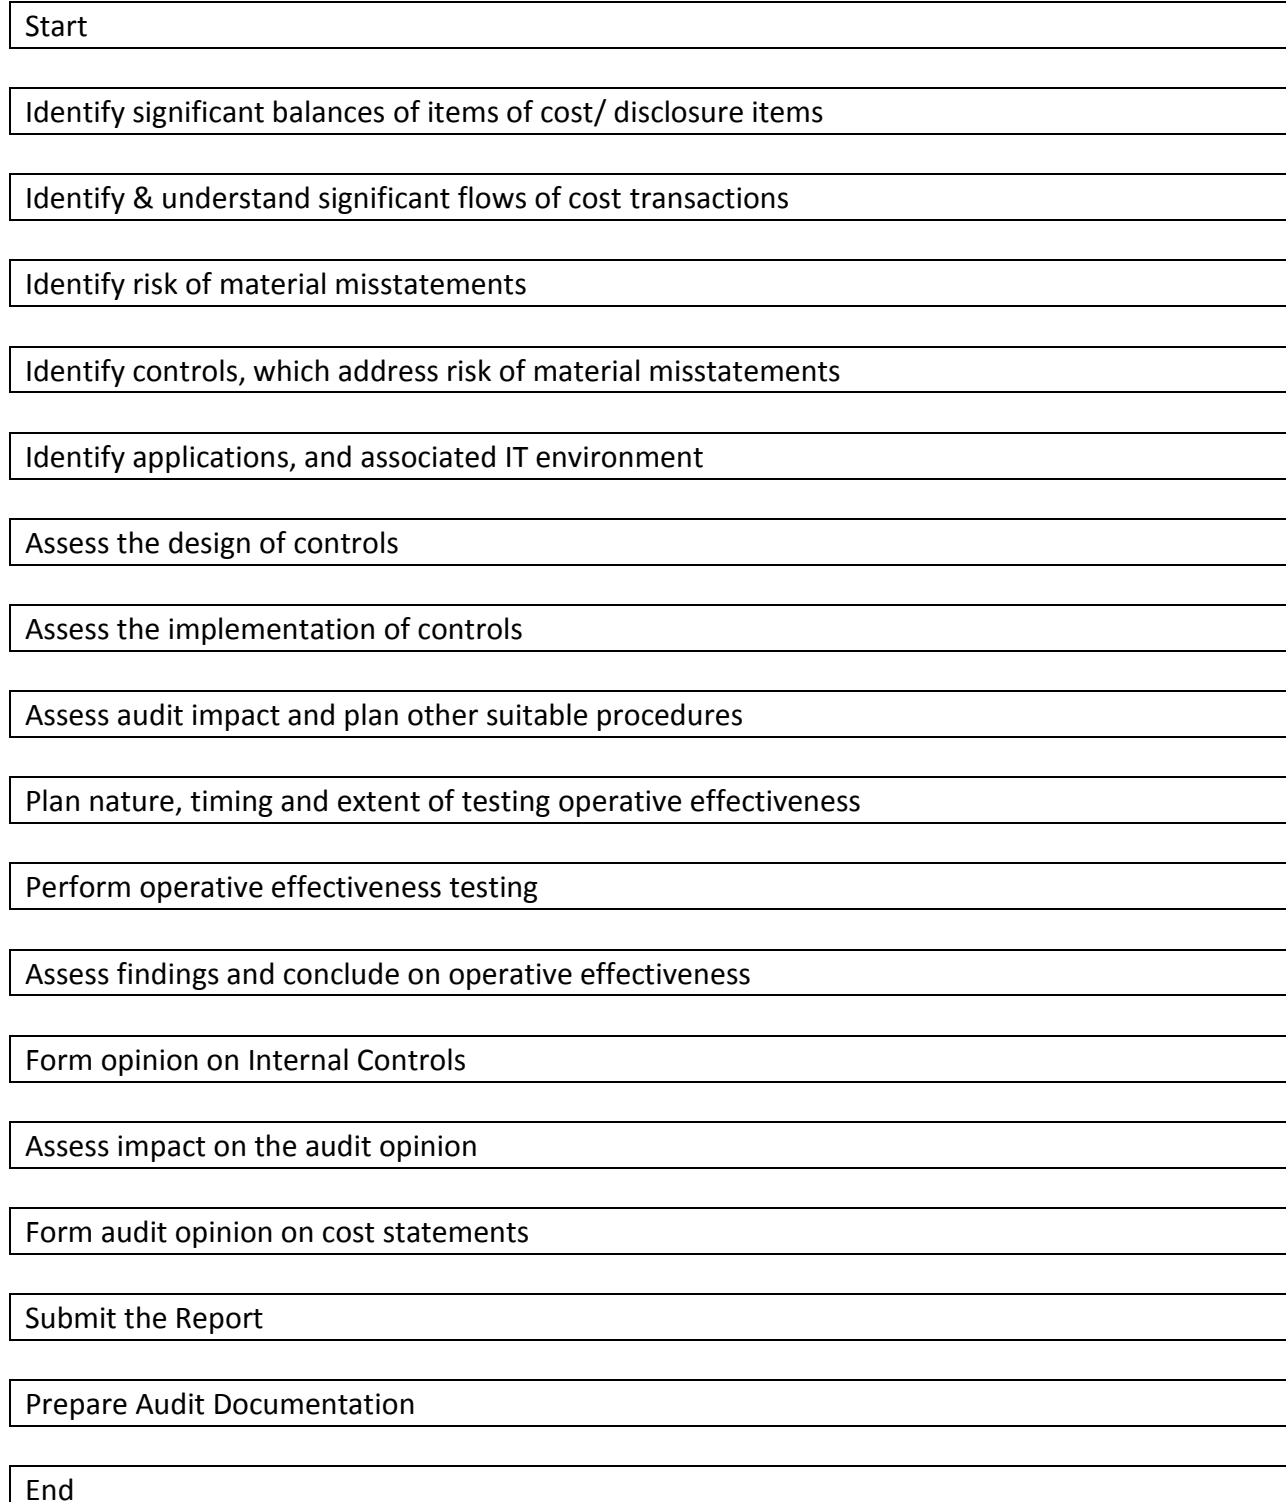 Start
Identify significant balances of items of cost/ disclosure items
Identify & understand significant flows of cost transactions
Identify risk of material misstatements
Identify controls, which address risk of material misstatements
Identify applications, and associated IT environment
Assess the design of controls
Assess the implementation of controls
Assess audit impact and plan other suitable procedures
Plan nature, timing and extent of testing operative effectiveness
Perform operative effectiveness testing
Assess findings and conclude on operative effectiveness
Form opinion on Internal Controls
Assess impact on the audit opinion
Form audit opinion on cost statements
Submit the Report
Prepare Audit Documentation
End